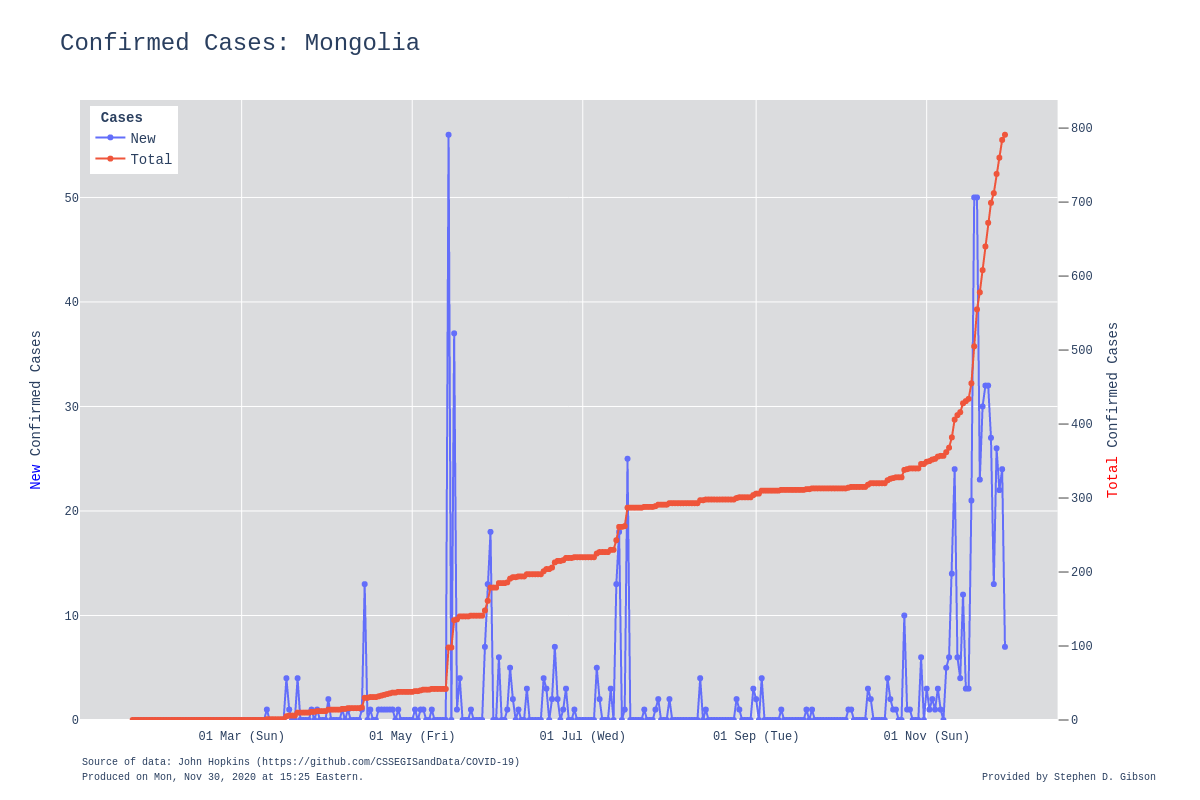 Confirmed Cases: Mongolia
Cases
New
Total
50
40
30
20
10
0
New Confirmed Cases
800
700
600
500
400
300
200
100
0
Total Confirmed Cases
01 Mar (Sun)
01 May (Fri)
01 Jul (Wed)
01 Sep (Tue)
01 Nov (Sun)
Source of data: John Hopkins (https://github.com/CSSEGISandData/COVID-19)
Produced on Mon, Nov 30, 2020 at 15:25 Eastern.
Provided by Stephen D. Gibson